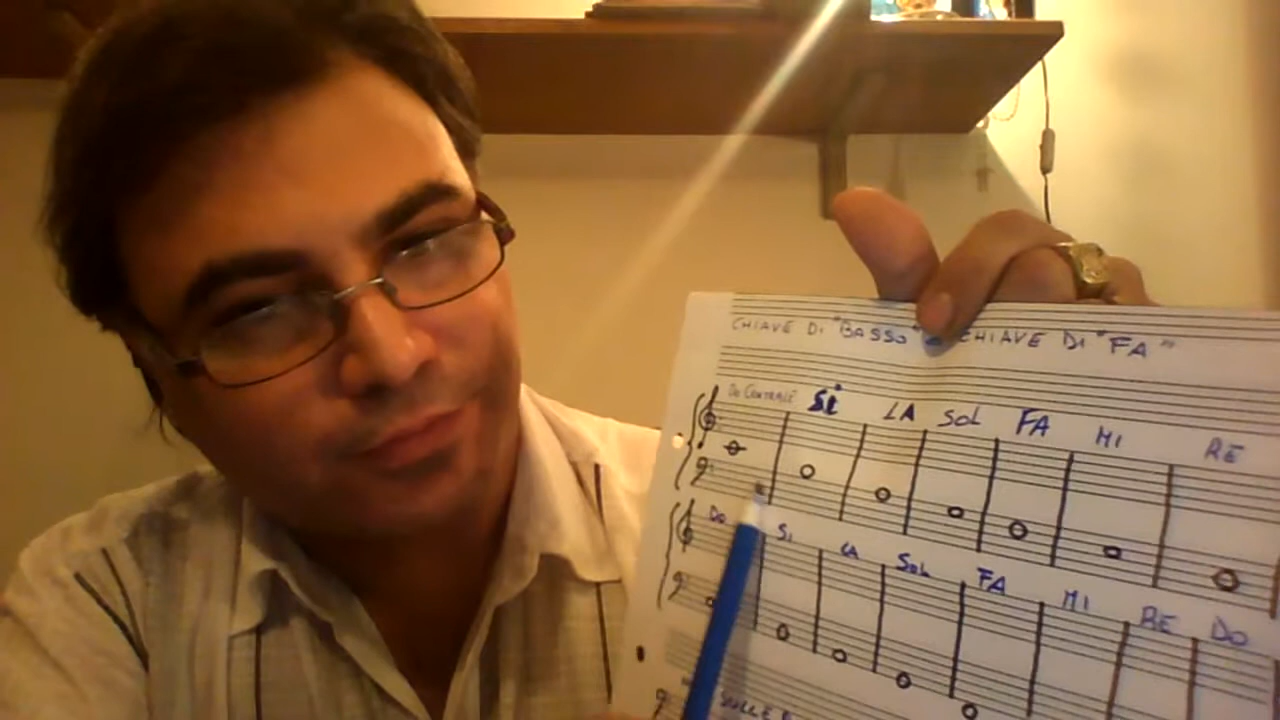 CHIAVE DI "BASSO" CHIAVE DI "FA"
DO CENTRALE SI LA SOL FA MI RE
DO SI LA SOL FA MI RE DO